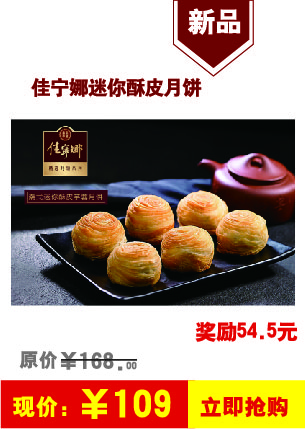 新品
佳宁娜迷你酥皮月饼
佳寧娜
奖励54.5元
原价¥168.00
现价：¥109
立即抢购